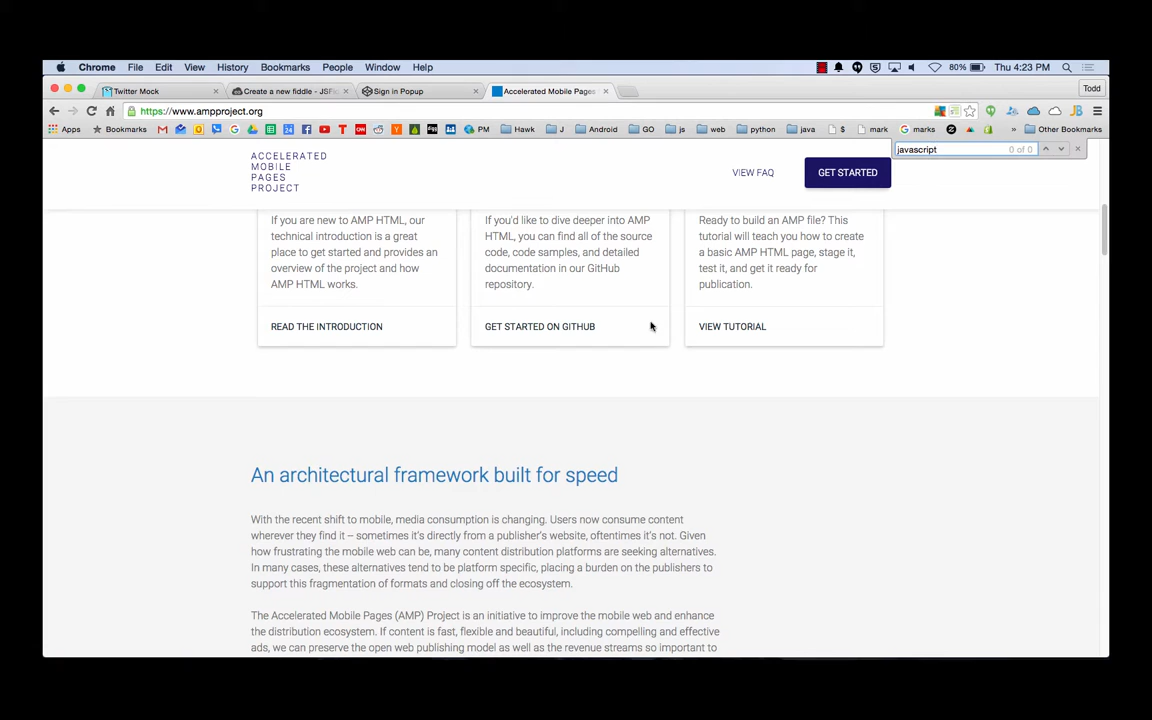 Chrome File Edit View History Bookmarks People Window Help 80% Thu 4:23 PM
Twitter Mock Create a new fiddle - JSFi Sign in Popup Accelerated Mobile Pages Todd
https://www.ampproject.org
Apps Bookmarks PM Hawk J Android GO js web python java $ mark marks » Other Bookmarks
javascript 0 of 0
ACCELERATED
MOBILE
PAGES
PROJECT
VIEW FAQ GET STARTED
If you are new to AMP HTML, our
technical introduction is a great
place to get started and provides an
overview of the project and how
AMP HTML works.
READ THE INTRODUCTION
If you'd like to dive deeper into AMP
HTML, you can find all of the source
code, code samples, and detailed
documentation in our GitHub
repository.
GET STARTED ON GITHUB
Ready to build an AMP file? This
tutorial will teach you how to create
a basic AMP HTML page, stage it,
test it, and get it ready for
publication.
VIEW TUTORIAL
An architectural framework built for speed
With the recent shift to mobile, media consumption is changing. Users now consume content
wherever they find it – sometimes it's directly from a publisher's website, oftentimes it's not. Given
how frustrating the mobile web can be, many content distribution platforms are seeking alternatives.
In many cases, these alternatives tend to be platform specific, placing a burden on the publishers to
support this fragmentation of formats and closing off the ecosystem.
The Accelerated Mobile Pages (AMP) Project is an initiative to improve the mobile web and enhance
the distribution ecosystem. If content is fast, flexible and beautiful, including compelling and effective
ads, we can preserve the open web publishing model as well as the revenue streams so important to